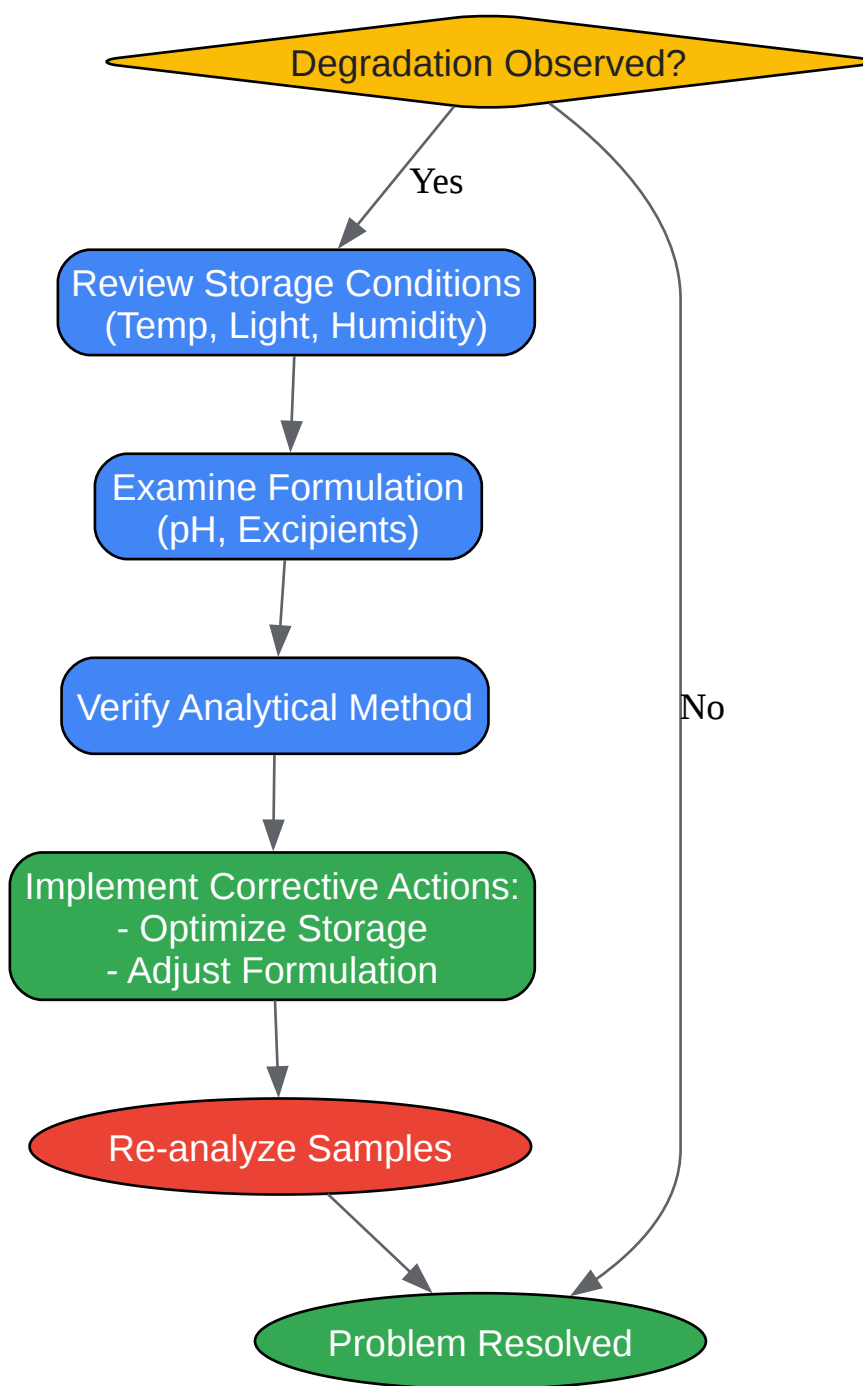 Degradation Observed?
Yes
Review Storage Conditions
(Temp, Light, Humidity)
Examine Formulation
(pH, Excipients)
Verify Analytical Method
No
Implement Corrective Actions:
- Optimize Storage
- Adjust Formulation
Re-analyze Samples
Problem Resolved